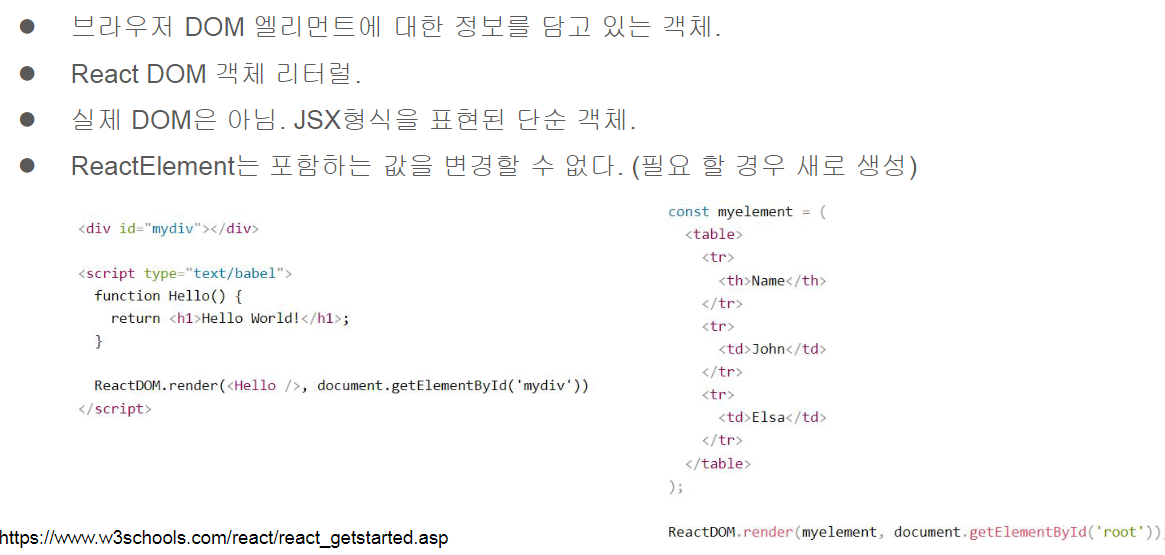 ● 브라우저 DOM 엘리먼트에 대한 정보를 담고 있는 객체.
● React DOM 객체 리터럴.
● 실제 DOM은 아님. JSX형식을 표현된 단순 객체.
● ReactElement는 포함하는 값을 변경할 수 없다. (필요 할 경우 새로 생성)
<div id="mydiv"></div>
<script type="text/babel">
function Hello() {
return <h1>Hello World!</h1>;
}
ReactDOM.render(<Hello />, document.getElementById('mydiv'))
</script>
const myelement = (
<table>
<tr>
<th>Name</th>
</tr>
<tr>
<td>John</td>
</tr>
<tr>
<td>Elsa</td>
</tr>
</table>
);
ReactDOM.render(myelement, document.getElementById('root'));
https://www.w3schools.com/react/react_getstarted.asp